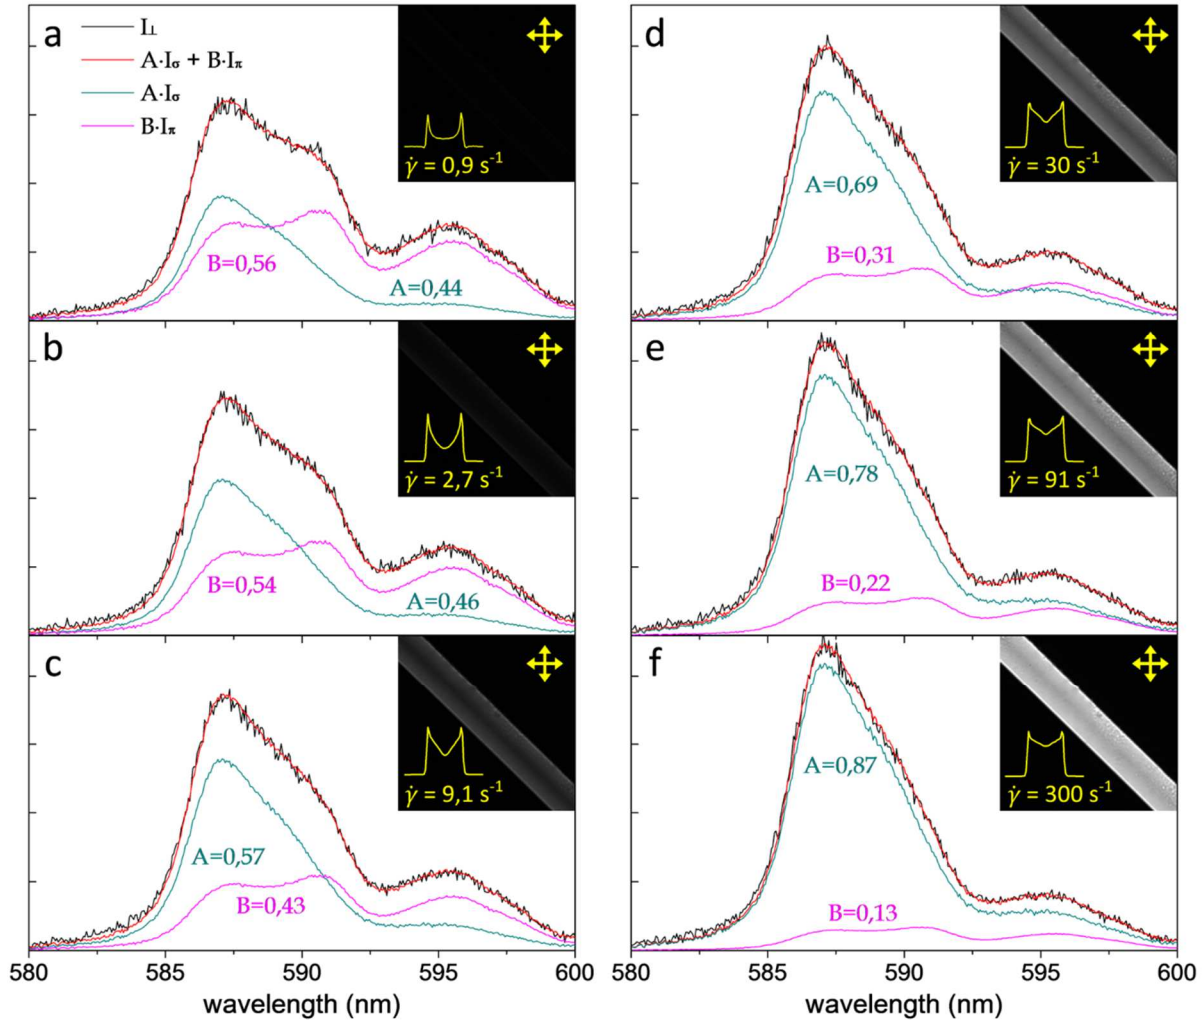 a
I⊥
A·Iσ + B·Iπ
A·Iσ
B·Iπ
γ̇ = 0,9 s⁻¹
B=0,56
A=0,44
b
γ̇ = 2,7 s⁻¹
B=0,54
A=0,46
c
γ̇ = 9,1 s⁻¹
A=0,57
B=0,43
580 585 590 595 600
wavelength (nm)
d
γ̇ = 30 s⁻¹
A=0,69
B=0,31
e
γ̇ = 91 s⁻¹
A=0,78
B=0,22
f
γ̇ = 300 s⁻¹
A=0,87
B=0,13
580 585 590 595 600
wavelength (nm)